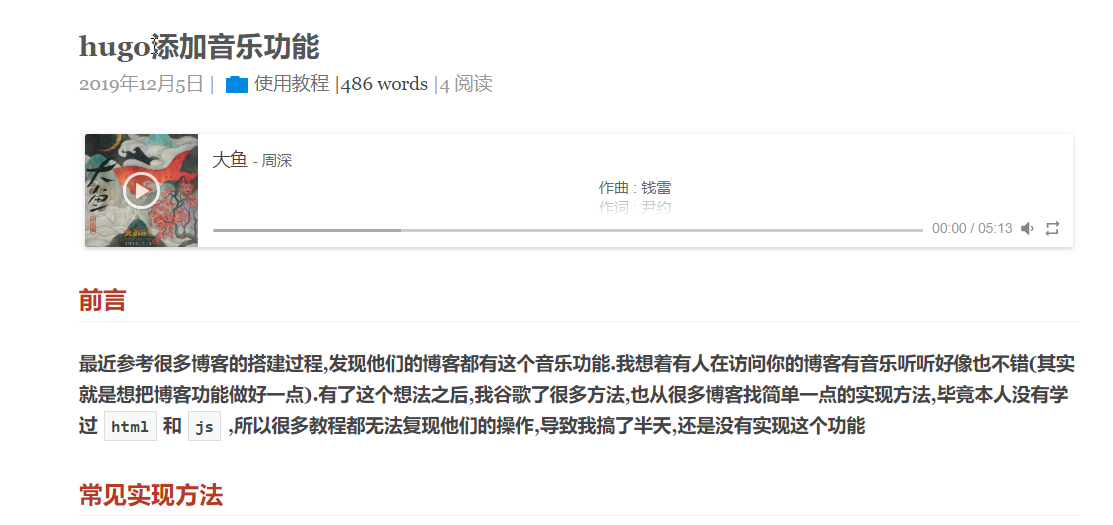 hugo添加音乐功能
2019年12月5日 | 使用教程 |486 words |4 阅读
大鱼 - 周深
大鱼
作曲 : 钱雷
作词 : 尹约
00:00 / 05:13
前言
最近参考很多博客的搭建过程,发现他们的博客都有这个音乐功能.我想着有人在访问你的博客有音乐听听好像也不错(其实
就是想把博客功能做好一点).有了这个想法之后,我谷歌了很多方法,也从很多博客找简单一点的实现方法,毕竟本人没有学
过 html 和 js ,所以很多教程都无法复现他们的操作,导致我搞了半天,还是没有实现这个功能
常见实现方法